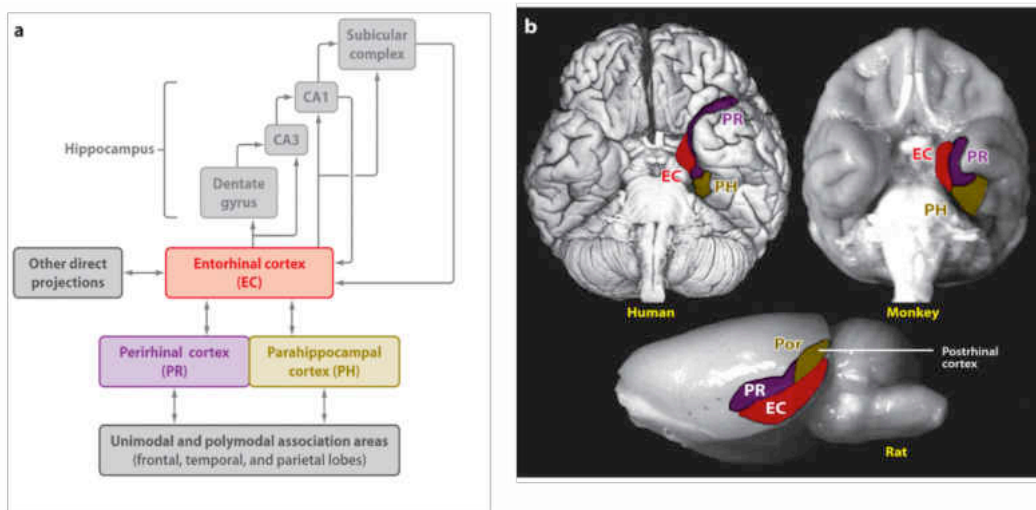 a
Subicular
complex
CA1
CA3
Hippocampus
Dentate
gyrus
Other direct
projections
Entorhinal cortex
(EC)
Perirhinal cortex
(PR)
Parahippocampal
cortex (PH)
Unimodal and polymodal association areas
(frontal, temporal, and parietal lobes)
b
PR
EC
PH
Human
EC
PR
PH
Monkey
Por
Postrhinal
cortex
PR
EC
Rat